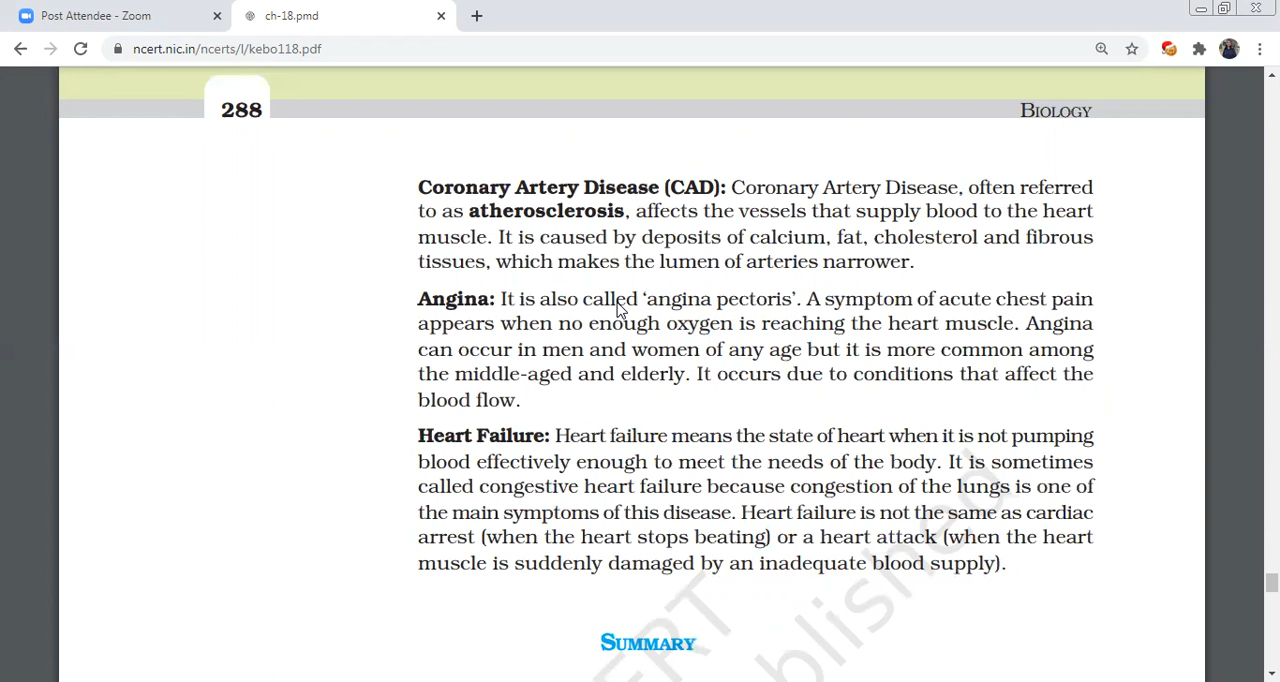 Post Attendee - Zoom
ch-18.pmd
ncert.nic.in/ncerts/l/kebo118.pdf
288
BIOLOGY
Coronary Artery Disease (CAD): Coronary Artery Disease, often referred
to as atherosclerosis, affects the vessels that supply blood to the heart
muscle. It is caused by deposits of calcium, fat, cholesterol and fibrous
tissues, which makes the lumen of arteries narrower.
Angina: It is also called ‘angina pectoris’. A symptom of acute chest pain
appears when no enough oxygen is reaching the heart muscle. Angina
can occur in men and women of any age but it is more common among
the middle-aged and elderly. It occurs due to conditions that affect the
blood flow.
Heart Failure: Heart failure means the state of heart when it is not pumping
blood effectively enough to meet the needs of the body. It is sometimes
called congestive heart failure because congestion of the lungs is one of
the main symptoms of this disease. Heart failure is not the same as cardiac
arrest (when the heart stops beating) or a heart attack (when the heart
muscle is suddenly damaged by an inadequate blood supply).
SUMMARY